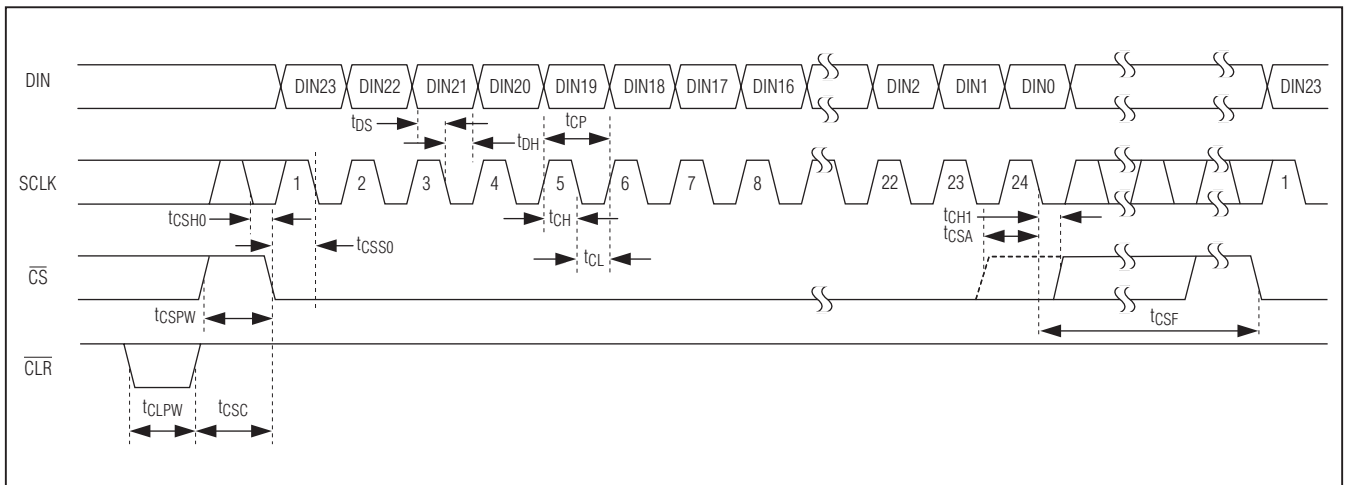 DIN DIN23 DIN22 DIN21 DIN20 DIN19 DIN18 DIN17 DIN16 DIN2 DIN1 DIN0 DIN23
tDS tDH tCP
SCLK 1 2 3 4 5 6 7 8 22 23 24 1
tCSH0 tCH tCH1
tCSS0 tCL tCSA
CS
tCSPW tCSF
CLR
tCLPW tCSC